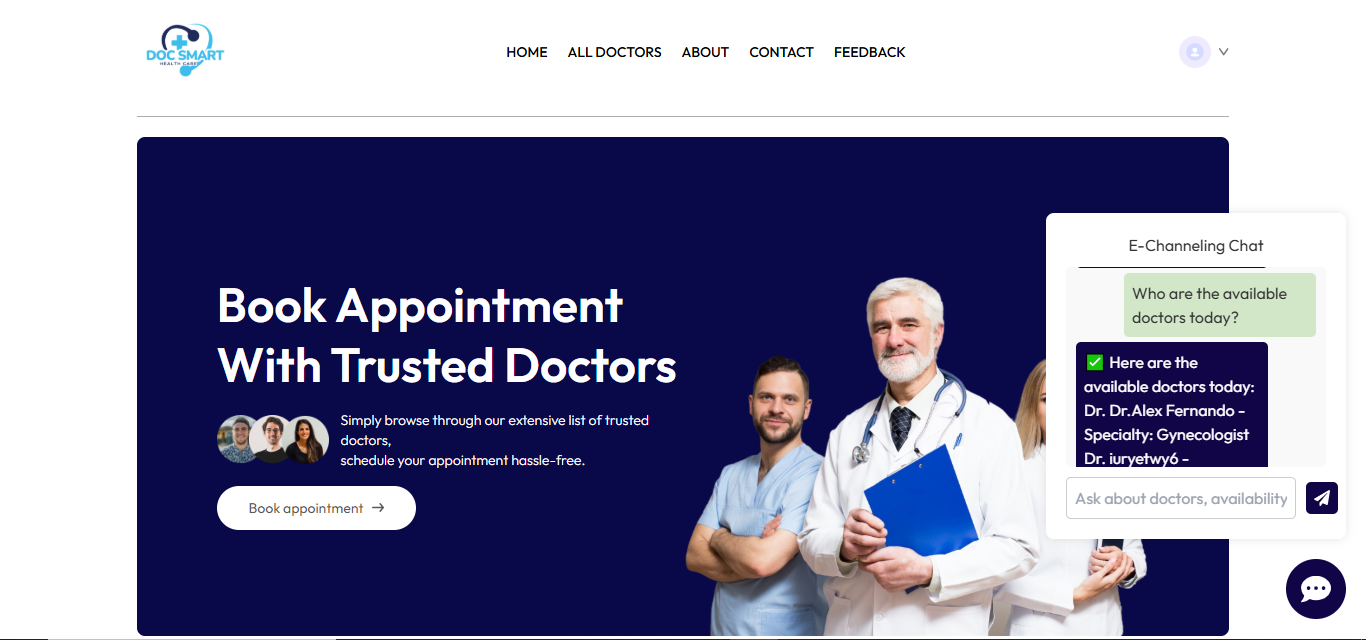 DOC SMART
HEALTH CARE
HOME
ALL DOCTORS
ABOUT
CONTACT
FEEDBACK
Book Appointment
With Trusted Doctors
Simply browse through our extensive list of trusted
doctors,
schedule your appointment hassle-free.
Book appointment →
E-Channeling Chat
Who are the available
doctors today?
✅ Here are the
available doctors today:
Dr. Dr.Alex Fernando -
Specialty: Gynecologist
Dr. iuryetwy6 -
Ask about doctors, availability